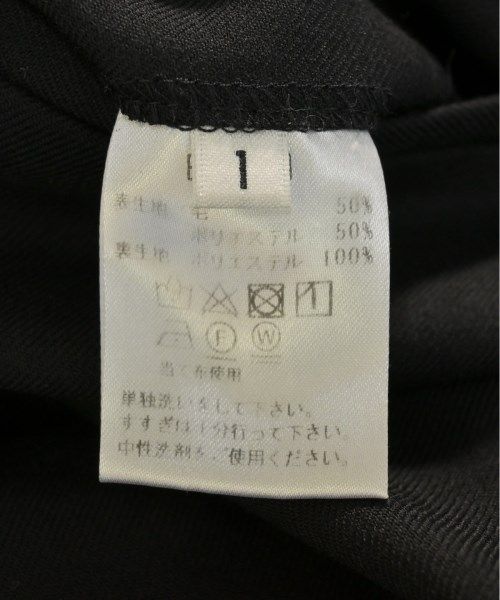 1
表生地 毛 50%
ポリエステル 50%
裏生地 ポリエステル 100%
F W
当て布使用
単独洗いをして下さい。
すすぎは十分行って下さい。
中性洗剤をご使用ください。